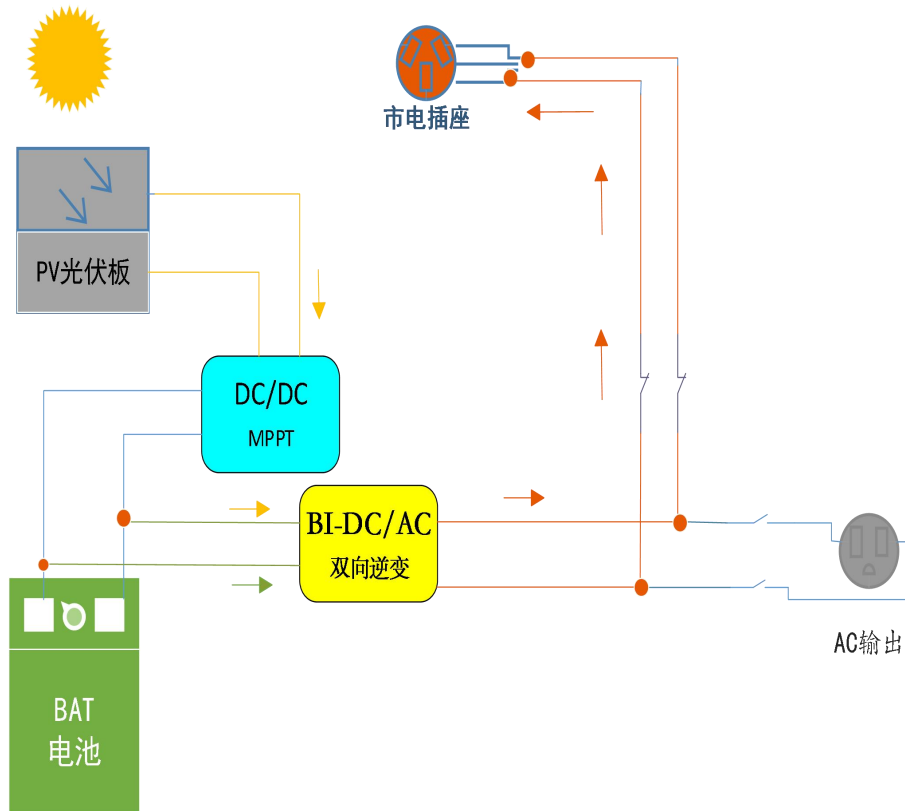 市电插座
PV光伏板
DC/DC
MPPT
BI-DC/AC
双向逆变
AC输出
BAT
电池